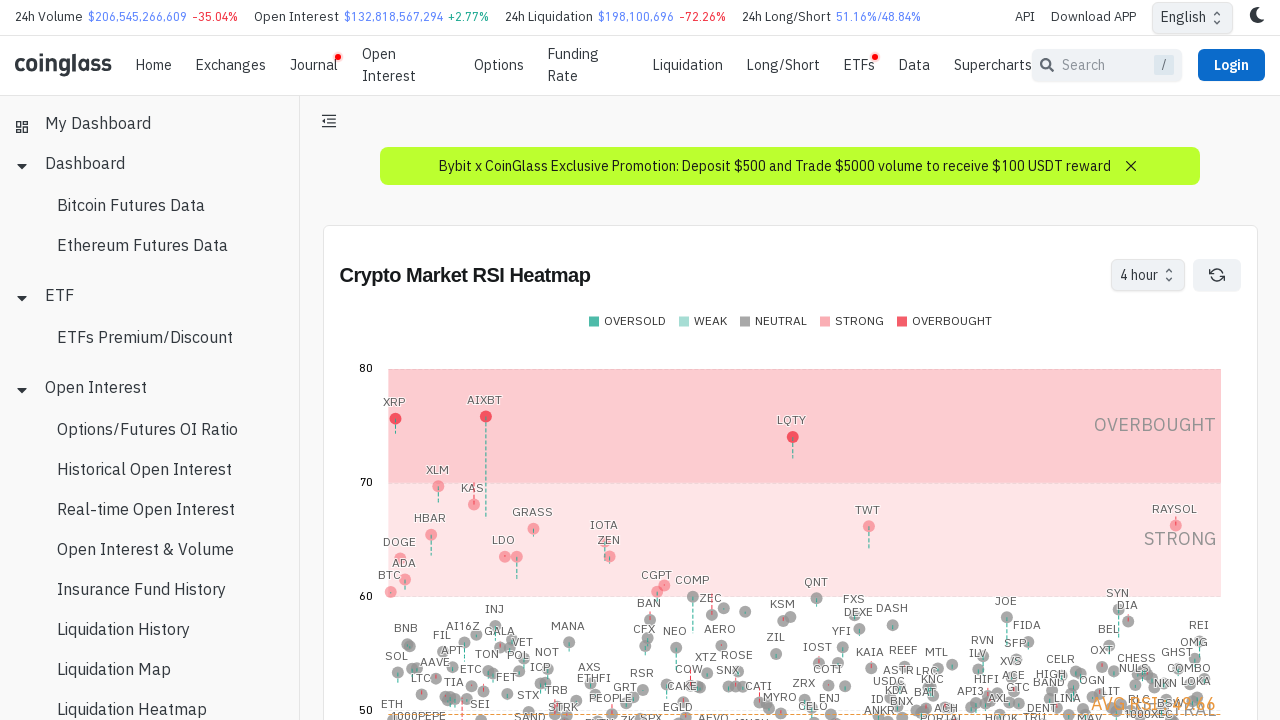 24h Volume $206,545,266,609 -35.04% Open Interest $132,818,567,294 +2.77% 24h Liquidation $198,100,696 -72.26% 24h Long/Short 51.16%/48.84% API Download APP English
coinglass Home Exchanges Journal Open Interest Options Funding Rate Liquidation Long/Short ETFs Data Supercharts Search / Login
My Dashboard
Dashboard
Bitcoin Futures Data
Ethereum Futures Data
ETF
ETFs Premium/Discount
Open Interest
Options/Futures OI Ratio
Historical Open Interest
Real-time Open Interest
Open Interest & Volume
Insurance Fund History
Liquidation History
Liquidation Map
Liquidation Heatmap
Bybit x CoinGlass Exclusive Promotion: Deposit $500 and Trade $5000 volume to receive $100 USDT reward
Crypto Market RSI Heatmap
4 hour
OVERSOLD WEAK NEUTRAL STRONG OVERBOUGHT
80
XRP AIXBT
LQTY OVERBOUGHT
XLM
70
KAS
HBAR GRASS TWT RAYSOL
IOTA
DOGE LDO ZEN STRONG
ADA
BTC CGPT COMP QNT
60
BAN ZEC KSM FXS DEXE DASH JOE SYN DIA
INJ
BNB FIL AI16Z GALA MANA CFX NEO AERO ZIL YFI RVN FIDA BEL REI
VET SFP OMG
SOL APT TON POL NOT XTZ ROSE IOST KAIA REEF MTL ILV XVS CELR OXT CHESS GHST
LTC AAVE ETC ICP AXS RSR COW SNX COTI ASTR LRC ACE HIGH NULS COMBO
TIA FET ETHFI GRT CAKE CATI ZRX USDC KNC HIFI BAND OGN NKN LOKA
STX TRB PEOPLE MYRO ENJ KDA BAT API3 GTC LIT
ETH SEI STRK EGLD CELO BNX ACH AXL DENT LINA
50
1000PEPE SAND AEVO ANKR PORTAL HOOK TRU MAV